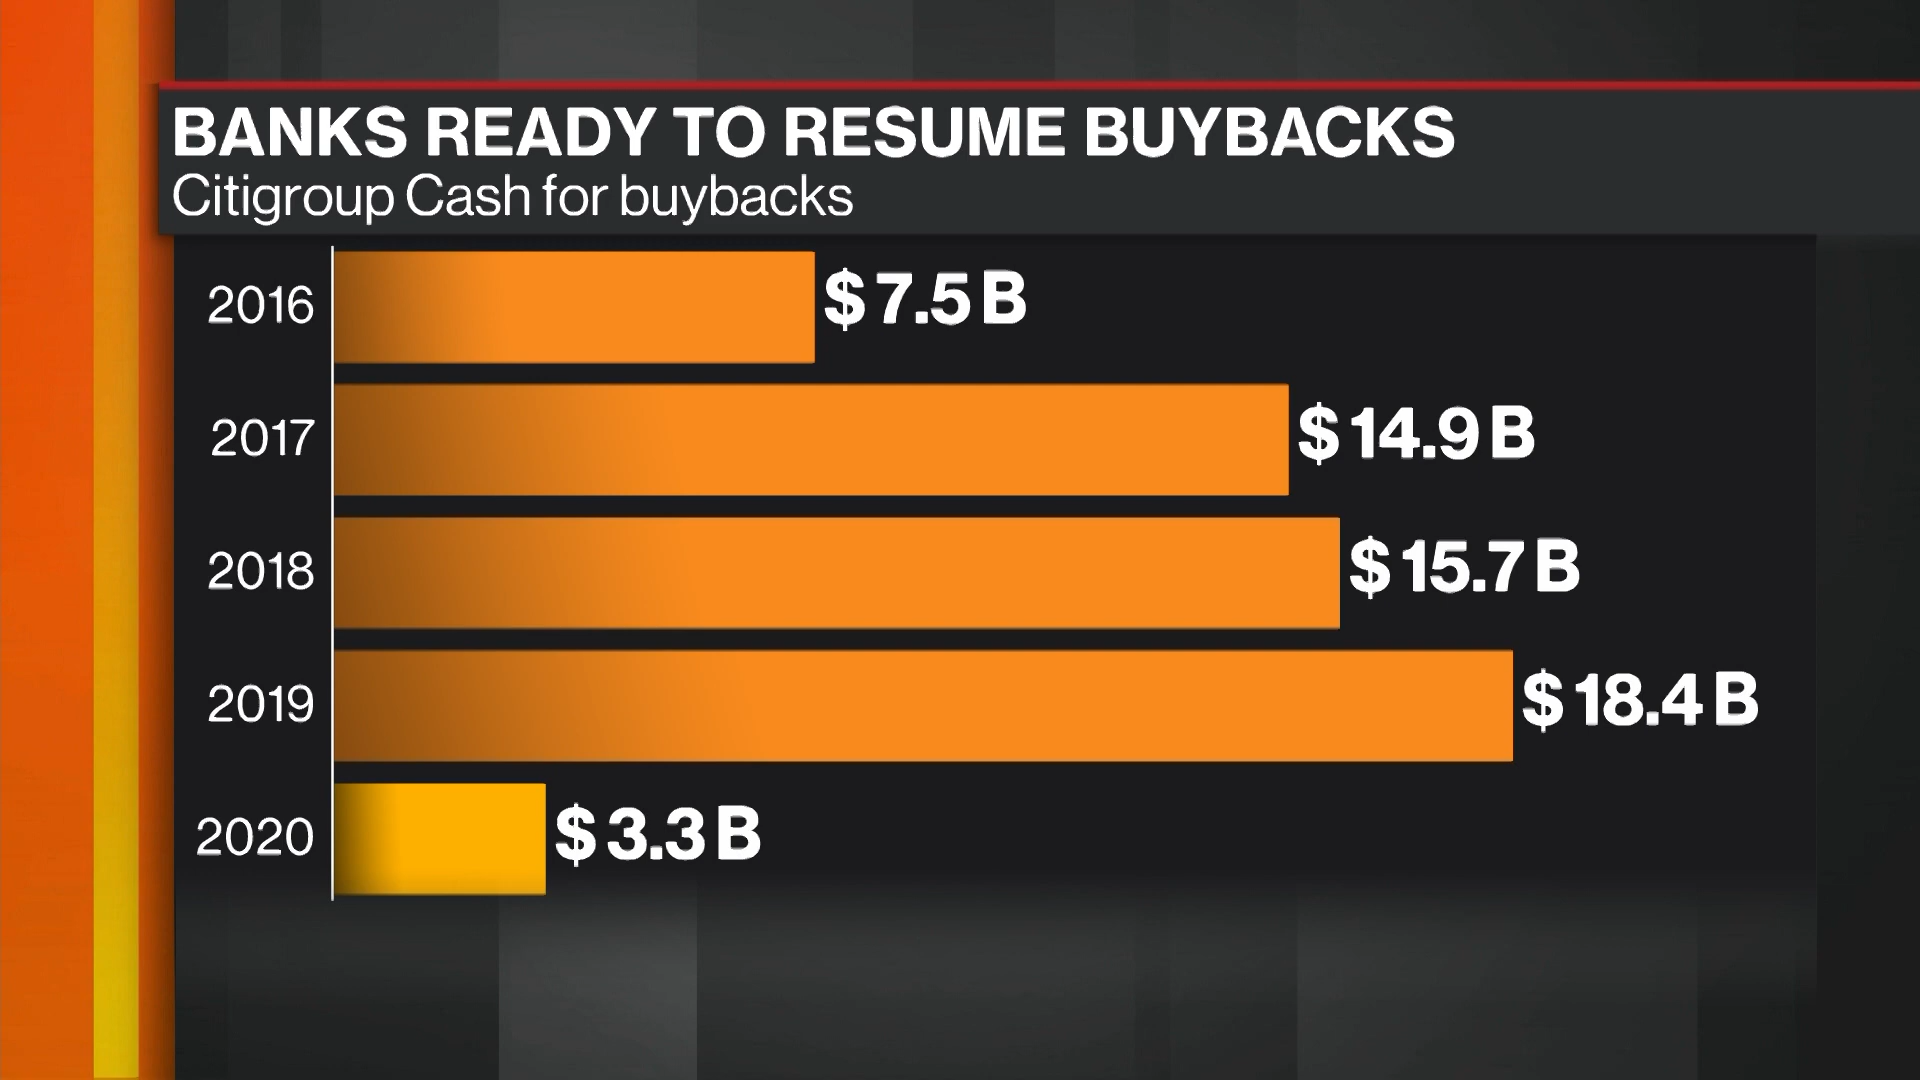 BANKS READY TO RESUME BUYBACKS
Citigroup Cash for buybacks
2016 $7.5B
2017 $14.9B
2018 $15.7B
2019 $18.4B
2020 $3.3B